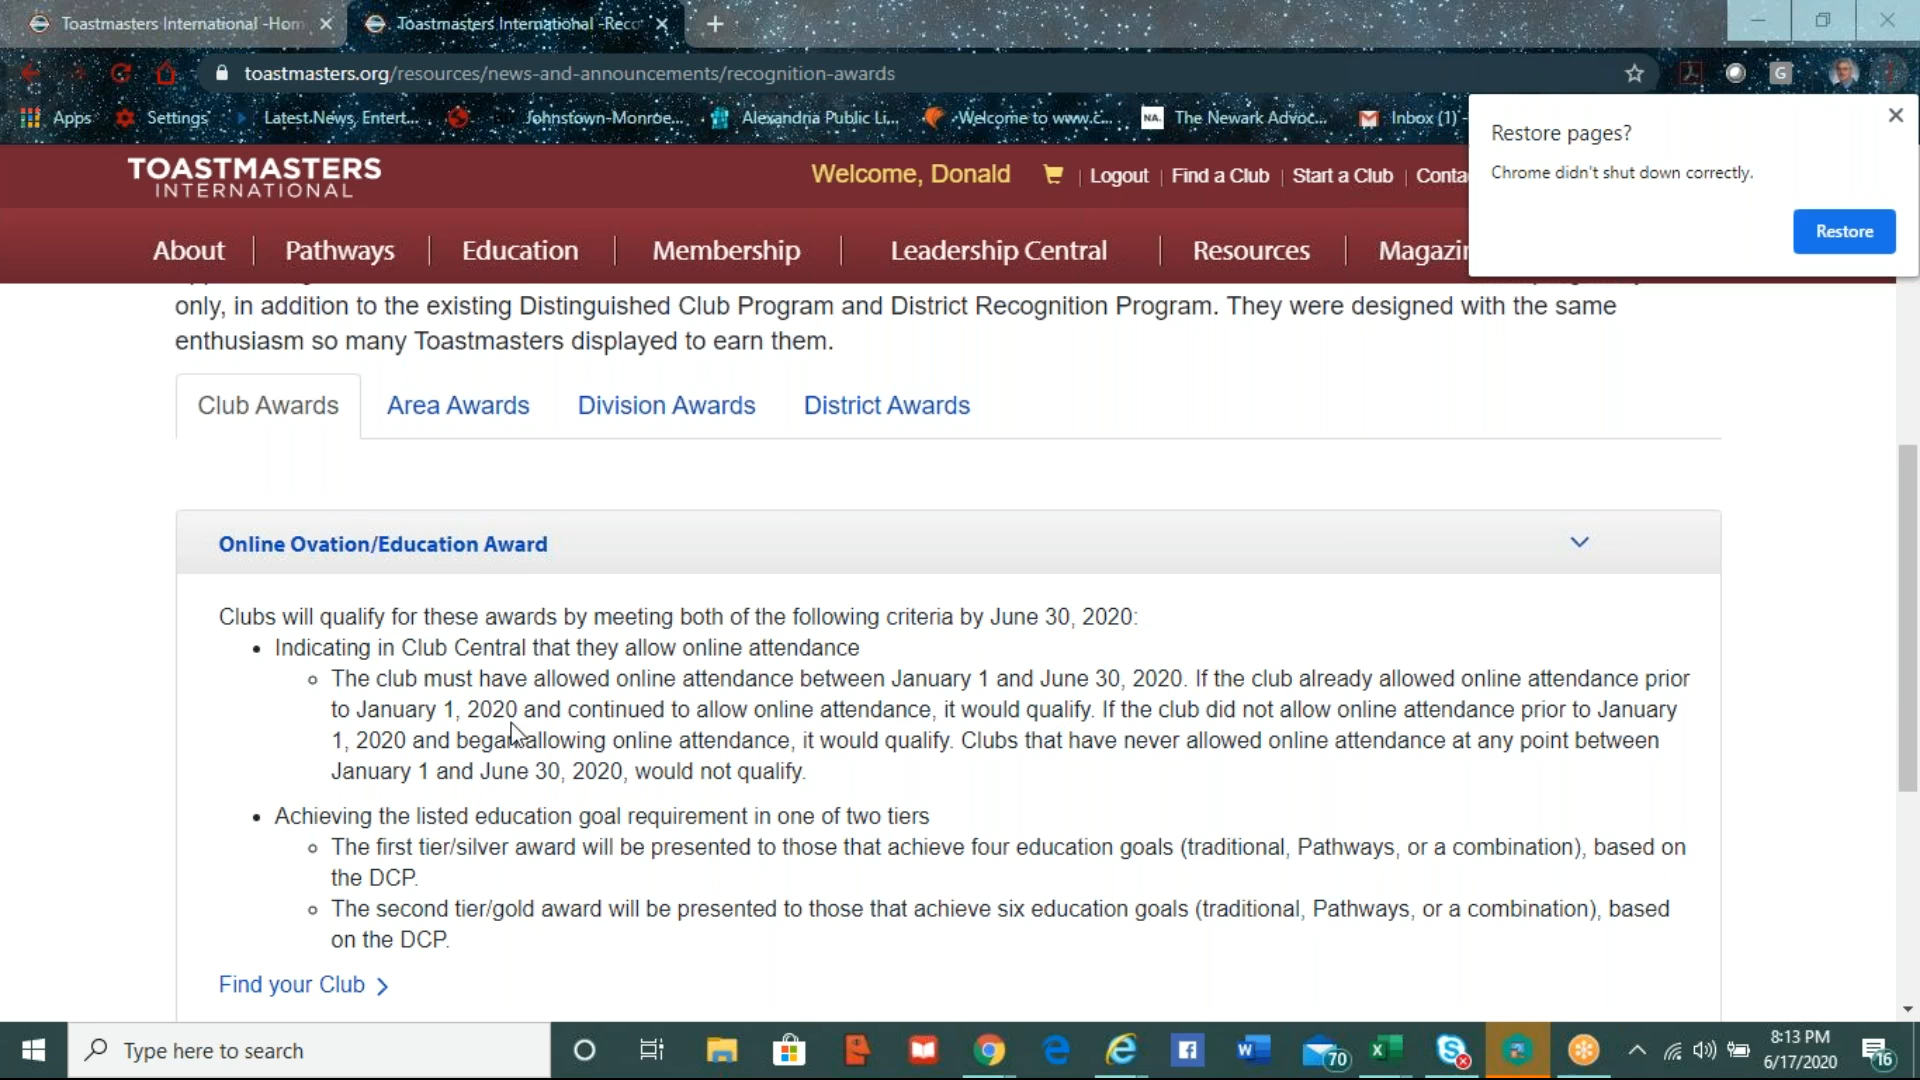 Toastmasters International -Hom
Toastmasters International -Reco
toastmasters.org/resources/news-and-announcements/recognition-awards
G
Apps
Settings
Latest News, Entert...
Johnstown-Monroe...
Alexandria Public Li...
Welcome to www.c...
NA.
The Newark Advoc...
Inbox (1) -
Restore pages?
Chrome didn't shut down correctly.
Restore
TOASTMASTERS
INTERNATIONAL
Welcome, Donald
Logout | Find a Club | Start a Club | Conta
About
Pathways
Education
Membership
Leadership Central
Resources
Magazin
only, in addition to the existing Distinguished Club Program and District Recognition Program. They were designed with the same
enthusiasm so many Toastmasters displayed to earn them.
Club Awards
Area Awards
Division Awards
District Awards
Online Ovation/Education Award
Clubs will qualify for these awards by meeting both of the following criteria by June 30, 2020:
• Indicating in Club Central that they allow online attendance
○ The club must have allowed online attendance between January 1 and June 30, 2020. If the club already allowed online attendance prior
to January 1, 2020 and continued to allow online attendance, it would qualify. If the club did not allow online attendance prior to January
1, 2020 and began allowing online attendance, it would qualify. Clubs that have never allowed online attendance at any point between
January 1 and June 30, 2020, would not qualify.
• Achieving the listed education goal requirement in one of two tiers
○ The first tier/silver award will be presented to those that achieve four education goals (traditional, Pathways, or a combination), based on
the DCP.
○ The second tier/gold award will be presented to those that achieve six education goals (traditional, Pathways, or a combination), based
on the DCP.
Find your Club >
Type here to search
70
8:13 PM
6/17/2020
16